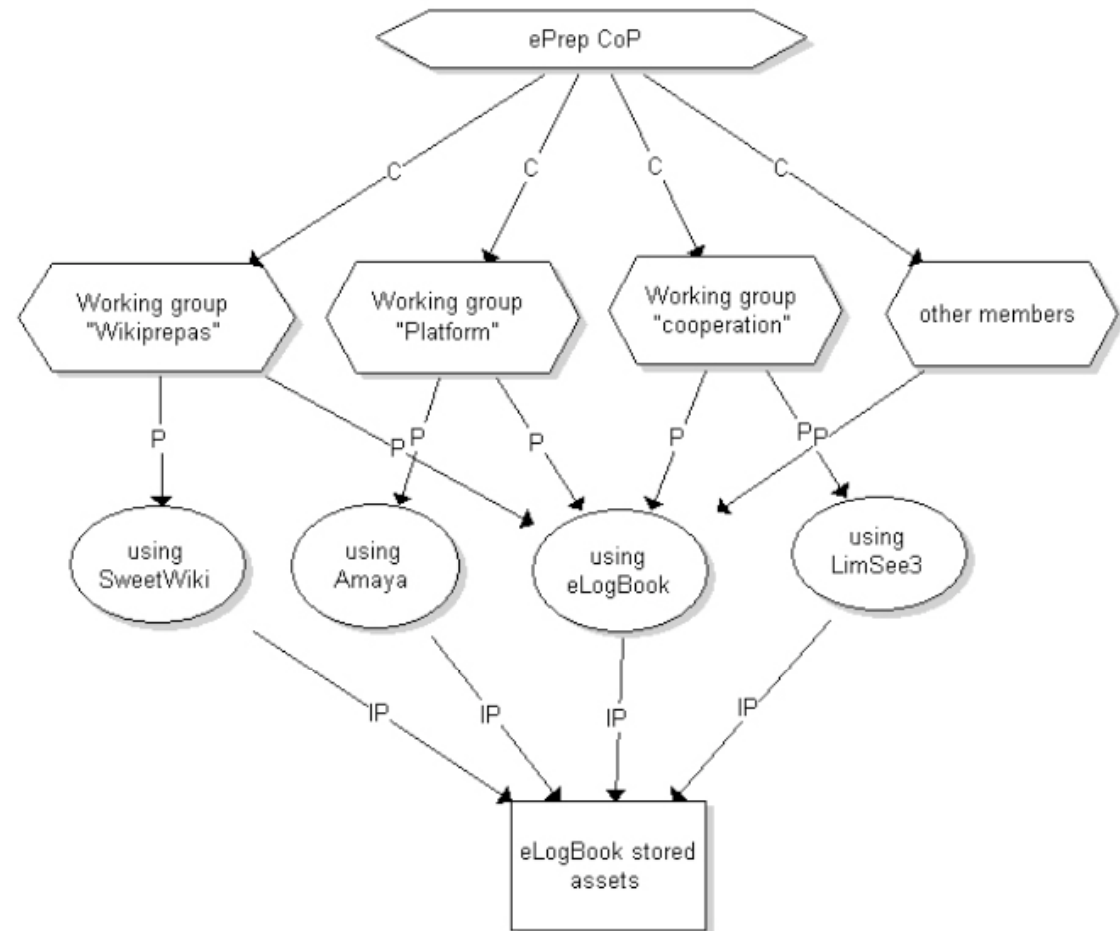 ePrep CoP
C
C
C
C
Working group
"Wikiprepas"
Working group
"Platform"
Working group
"cooperation"
other members
P
P
P
P
P
P
P
using
SweetWiki
using
Amaya
using
eLogBook
using
LimSee3
IP
IP
IP
IP
eLogBook stored
assets